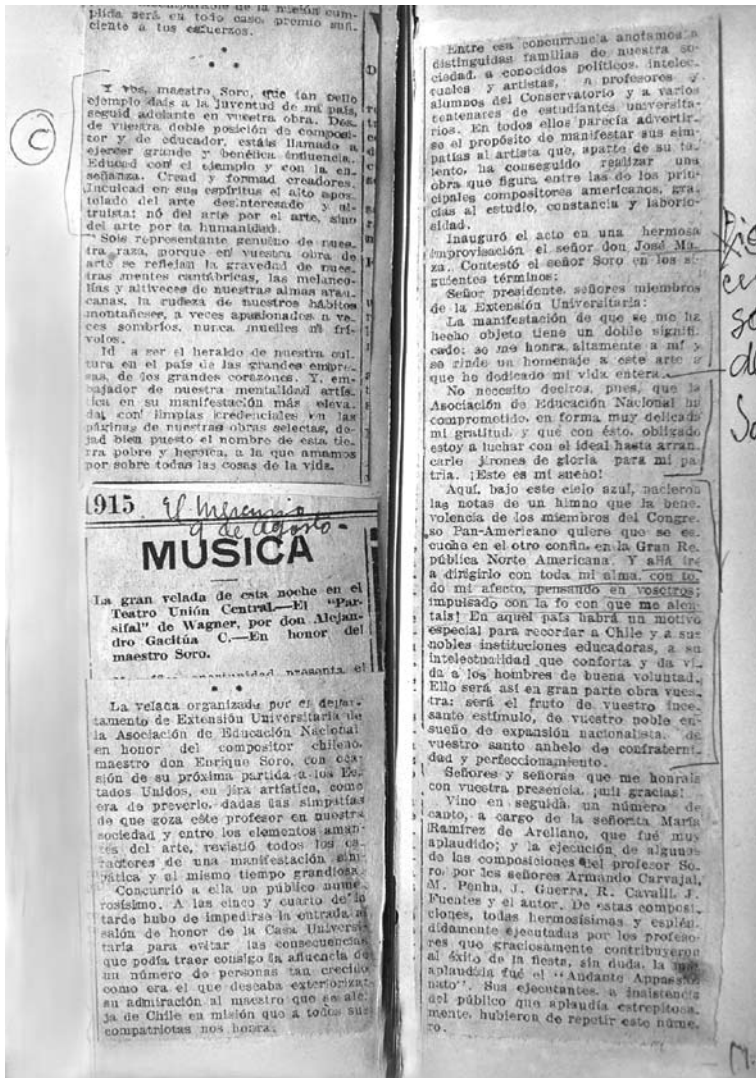 plida será en todo caso, premio sufi-
ciente a tus esfuerzos.
C
Y vos, maestro Soro, que tan bello
ejemplo dais a la juventud de mi país,
seguid adelante en vuestra obra. Des-
de vuestra doble posición de composi-
tor y de educador, estáis llamado a
ejercer grande y benéfica influencia.
Educad con el ejemplo y con la en-
señanza. Cread y formad creadores.
Inculcad en sus espíritus el alto apos-
tolado del arte desinteresado y al-
truista: nó del arte por el arte, sino
del arte por la humanidad.
Sois representante genuino de nues-
tra raza, porque en vuestra obra de
arte se reflejan la gravedad de nues-
tras mentes cantábricas, las melanco-
lías y altiveces de nuestras almas arau-
canas, la rudeza de nuestros hábitos
montañeses, a veces apasionados, a ve-
ces sombríos, nunca muelles ni frí-
volos.
Id a ser el heraldo de nuestra cul-
tura en el país de las grandes empre-
sas, de los grandes corazones. Y, em-
bajador de nuestra mentalidad artís-
tica en su manifestación más eleva-
da, con limpias credenciales en las
páginas de nuestras obras selectas, de-
jad bien puesto el nombre de esta tie-
rra pobre y heroica, a la que amamos
por sobre todas las cosas de la vida.
1915 El Mercurio
9 de agosto-
MUSICA
La gran velada de esta noche en el
Teatro Unión Central.—El "Par-
sifal" de Wagner, por don Alejan-
dro Gacitúa C.—En honor del
maestro Soro.
La velada organizada por el depar-
tamento de Extensión Universitaria de
la Asociación de Educación Nacional
en honor del compositor chileno,
maestro don Enrique Soro, con oca-
sión de su próxima partida a los Es-
tados Unidos, en jira artística, como
era de preverlo, dadas las simpatías
de que goza este profesor en nuestra
sociedad y entre los elementos aman-
tes del arte, revistió todos los ca-
ractores de una manifestación sim-
pática y al mismo tiempo grandiosa.
Concurrió a ella un público nume-
rosísimo. A las cinco y cuarto de la
tarde hubo de impedirse la entrada al
salón de honor de la Casa Universi-
taria para evitar las consecuencias
que podía traer consigo la afluencia de
un número de personas tan crecido
como era el que deseaba exteriorizar
su admiración al maestro que se ale-
ja de Chile en misión que a todos sus
compatriotas nos honra.
Entre esa concurrencia anotamos a
distinguidas familias de nuestra so-
ciedad, a conocidos políticos, intelec-
tuales y artistas, a profesores y
alumnos del Conservatorio y a varios
centenares de estudiantes universita-
rios. En todos ellos parecía advertir-
se el propósito de manifestar sus sim-
patías al artista que, aparte de su ta-
lento, ha conseguido realizar una
obra que figura entre las de los prin-
cipales compositores americanos, gra-
cias al estudio, constancia y laborio-
sidad.
Inauguró el acto en una hermosa
improvisación el señor don José Ma-
za. Contestó el señor Soro en los si-
guientes términos:
Señor presidente, señores miembros
de la Extensión Universitaria:
La manifestación de que se me ha
hecho objeto tiene un doble signifi-
cado: se me honra altamente a mí y
se rinde un homenaje a este arte a
que he dedicado mi vida entera.
No necesito deciros, pues, que la
Asociación de Educación Nacional ha
comprometido, en forma muy delicada
mi gratitud, y que con ésto, obligado
estoy a luchar con el ideal hasta arran-
carle jirones de gloria para mi pa-
tria. ¡Este es mi sueño!
Aquí, bajo este cielo azul, nacieron
las notas de un himno que la bene-
volencia de los miembros del Congre-
so Pan-Americano quiere que se es-
cuche en el otro confín, en la Gran Re-
pública Norte Americana. Y allá iré
a dirigirlo con toda mi alma, con to-
do mi afecto, pensando en vosotros;
impulsado con la fe con que me alen-
tais! En aquel país habrá un motivo
especial para recordar a Chile y a sus
nobles instituciones educadoras, a su
intelectualidad que conforta y da vi-
da a los hombres de buena voluntad.
Ello será así en gran parte obra vues-
tra: será el fruto de vuestro ince-
sante estímulo, de vuestro noble en-
sueño de expansión nacionalista, de
vuestro santo anhelo de confraterni-
dad y perfeccionamiento.
Señores y señoras que me honrais
con vuestra presencia, ¡mil gracias!
Vino en seguida, un número de
canto, a cargo de la señorita María
Ramírez de Arellano, que fué muy
aplaudido; y la ejecución de algunos
de las composiciones del profesor So-
ro, por los señores Armando Carvajal,
M. Penha, J. Guerra, R. Cavalli, J.
Fuentes y el autor. De estas composi-
ciones, todas hermosísimas y esplén-
didamente ejecutadas por los profeso-
res que graciosamente contribuyeron
al éxito de la fiesta, sin duda, la más
aplaudida fué el "Andante Appassio-
nato". Sus ejecutantes, a insistencia
del público que aplaudía estrepitosa-
mente, hubieron de repetir este núme-
ro.